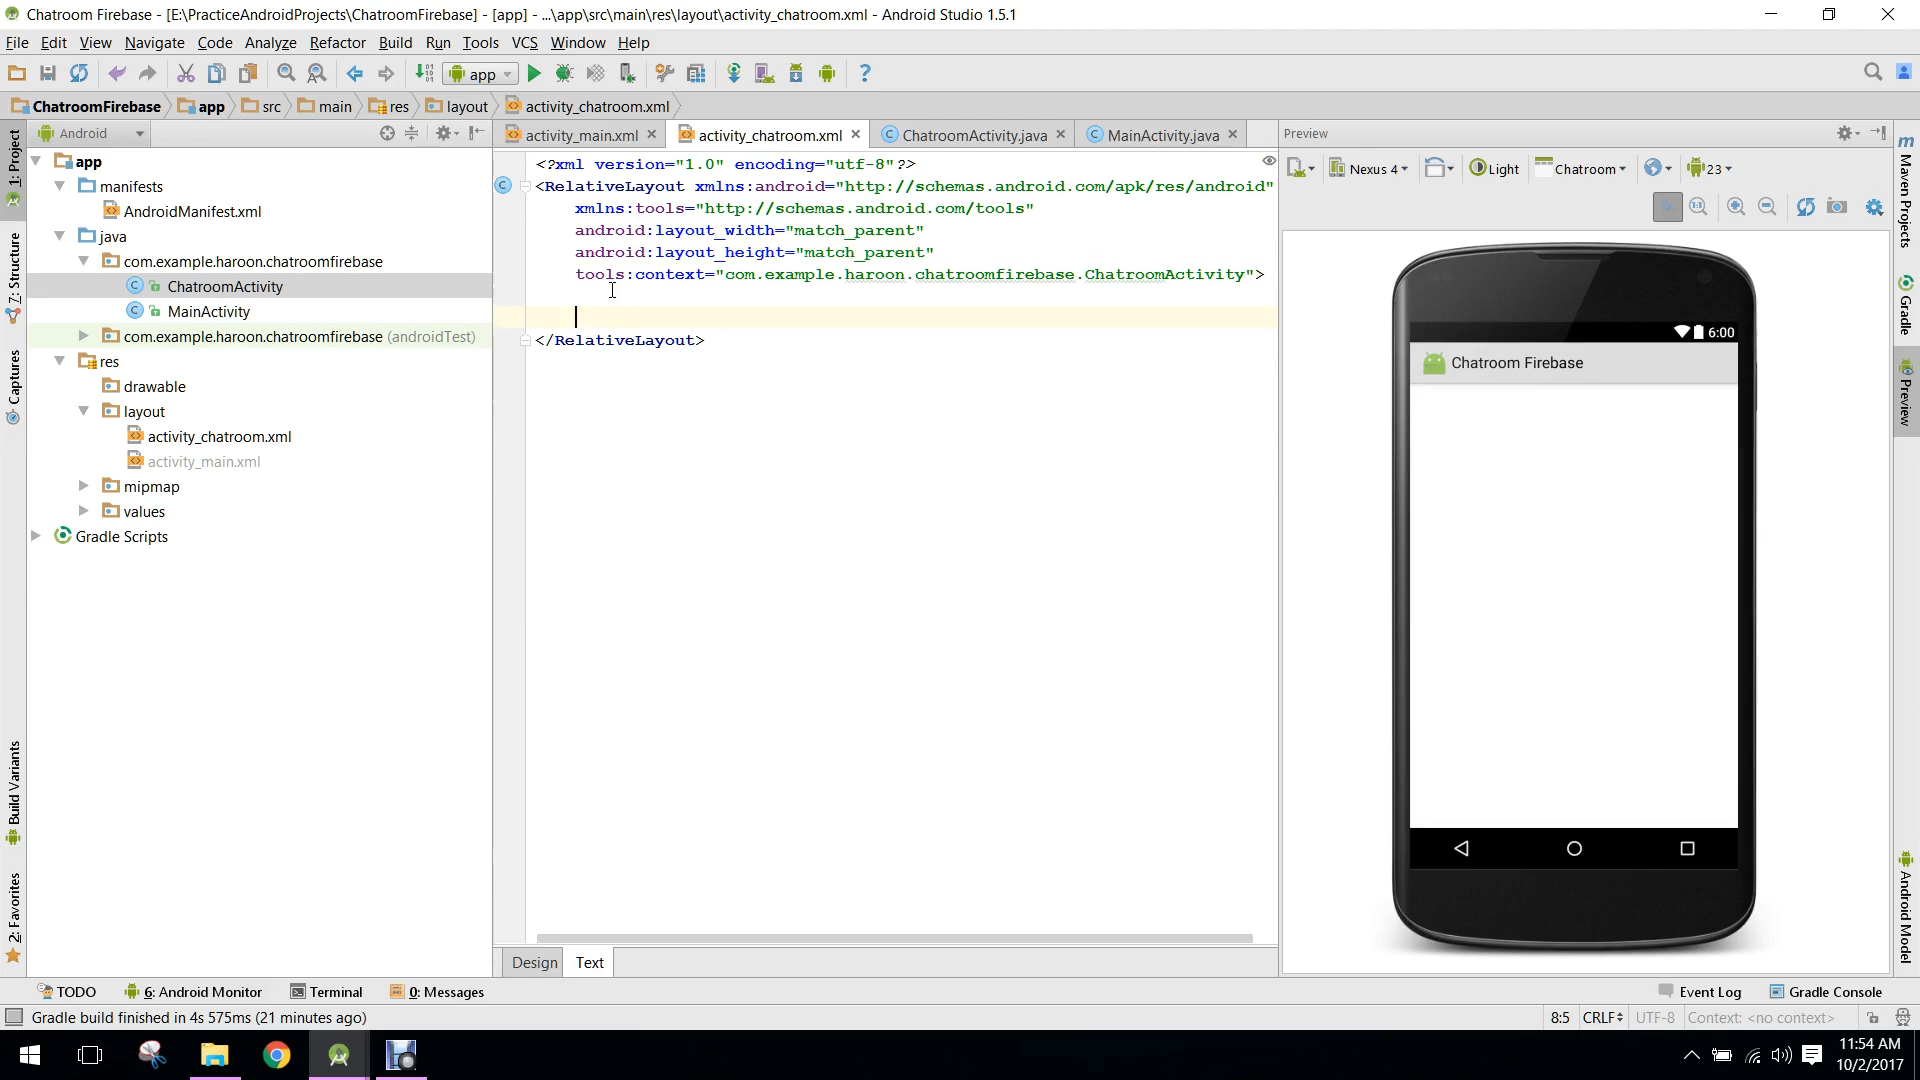 Chatroom Firebase - [E:\PracticeAndroidProjects\ChatroomFirebase] - [app] - ...\app\src\main\res\layout\activity_chatroom.xml - Android Studio 1.5.1
File Edit View Navigate Code Analyze Refactor Build Run Tools VCS Window Help
app
ChatroomFirebase app src main res layout activity_chatroom.xml
Android
activity_main.xml activity_chatroom.xml ChatroomActivity.java MainActivity.java
Preview
Nexus 4 Light Chatroom 23
1: Project
7: Structure
Captures
Build Variants
2: Favorites
app
manifests
AndroidManifest.xml
java
com.example.haroon.chatroomfirebase
ChatroomActivity
MainActivity
com.example.haroon.chatroomfirebase (androidTest)
res
drawable
layout
activity_chatroom.xml
activity_main.xml
mipmap
values
Gradle Scripts
<?xml version="1.0" encoding="utf-8"?>
<RelativeLayout xmlns:android="http://schemas.android.com/apk/res/android"
xmlns:tools="http://schemas.android.com/tools"
android:layout_width="match_parent"
android:layout_height="match_parent"
tools:context="com.example.haroon.chatroomfirebase.ChatroomActivity">
</RelativeLayout>
Design Text
6:00
Chatroom Firebase
Maven Projects
Gradle
Preview
Android Model
TODO 6: Android Monitor Terminal 0: Messages Event Log Gradle Console
Gradle build finished in 4s 575ms (21 minutes ago) 8:5 CRLF UTF-8 Context: <no context>
11:54 AM
10/2/2017